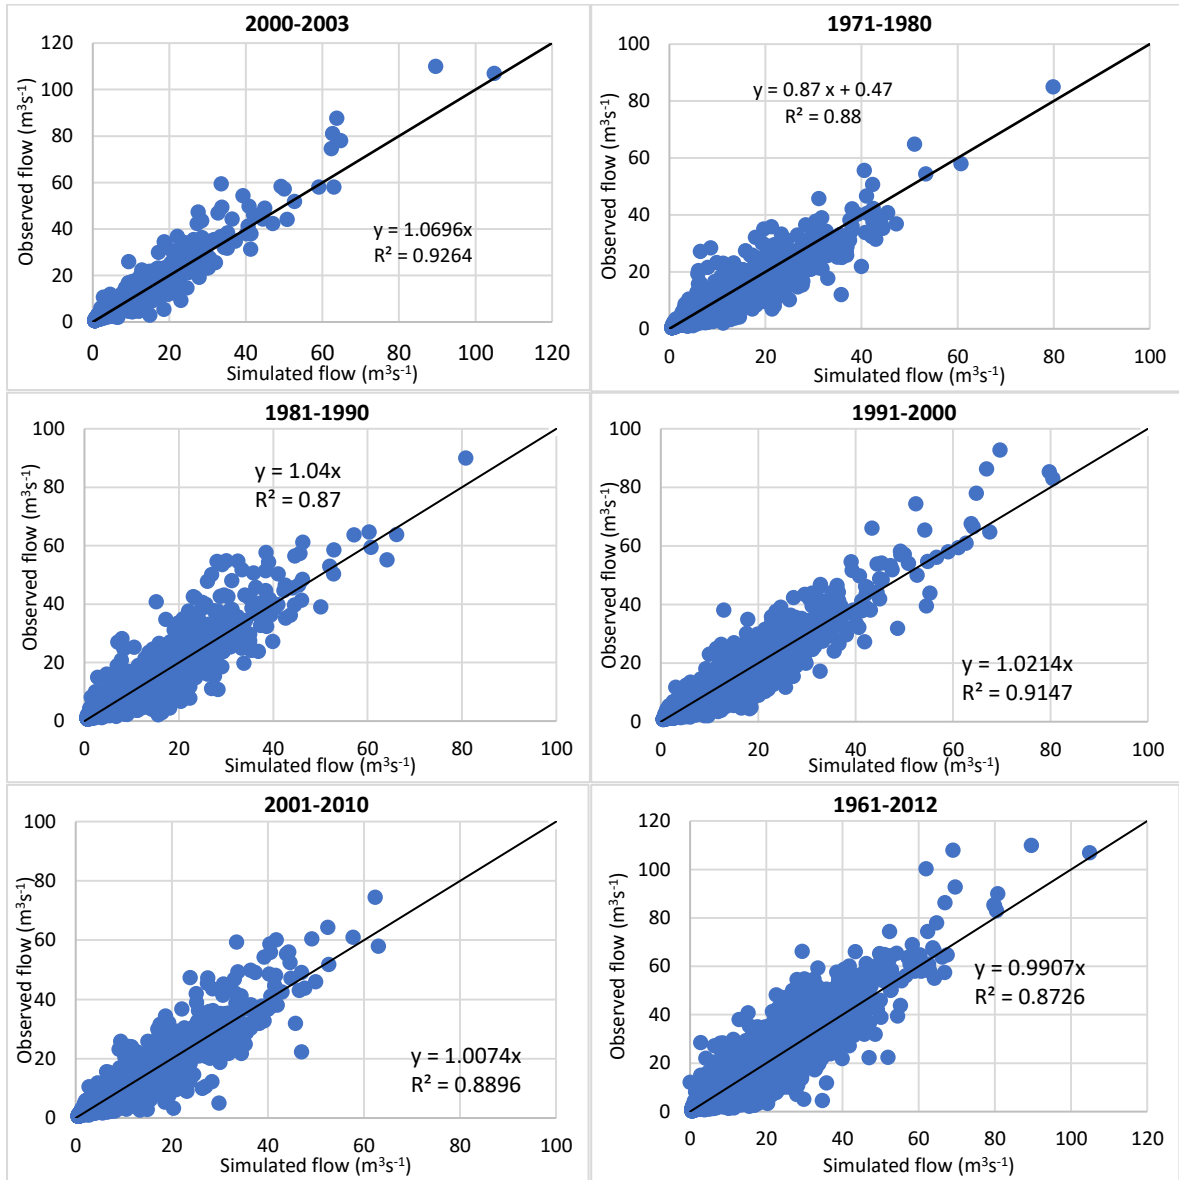 2000-2003
120
100
80
60
40
20
0
0 20 40 60 80 100 120
Observed flow (m³s⁻¹)
Simulated flow (m³s⁻¹)
y = 1.0696x
R² = 0.9264
1971-1980
100
80
60
40
20
0
0 20 40 60 80 100
Observed flow (m³s⁻¹)
Simulated flow (m³s⁻¹)
y = 0.87 x + 0.47
R² = 0.88
1981-1990
100
80
60
40
20
0
0 20 40 60 80 100
Observed flow (m³s⁻¹)
Simulated flow (m³s⁻¹)
y = 1.04x
R² = 0.87
1991-2000
100
80
60
40
20
0
0 20 40 60 80 100
Observed flow (m³s⁻¹)
Simulated flow (m³s⁻¹)
y = 1.0214x
R² = 0.9147
2001-2010
100
80
60
40
20
0
0 20 40 60 80 100
Observed flow (m³s⁻¹)
Simulated flow (m³s⁻¹)
y = 1.0074x
R² = 0.8896
1961-2012
120
100
80
60
40
20
0
0 20 40 60 80 100 120
Observed flow (m³s⁻¹)
Simulated flow (m³s⁻¹)
y = 0.9907x
R² = 0.8726